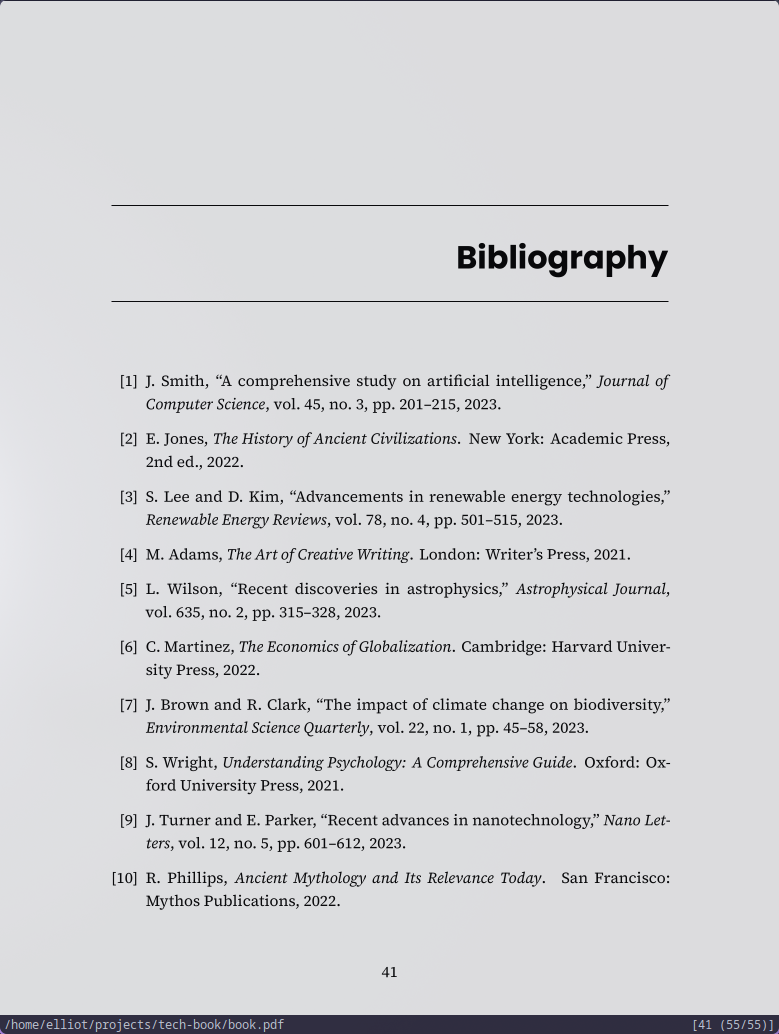 Bibliography
[1] J. Smith, “A comprehensive study on artificial intelligence,” Journal of
Computer Science, vol. 45, no. 3, pp. 201–215, 2023.
[2] E. Jones, The History of Ancient Civilizations. New York: Academic Press,
2nd ed., 2022.
[3] S. Lee and D. Kim, “Advancements in renewable energy technologies,”
Renewable Energy Reviews, vol. 78, no. 4, pp. 501–515, 2023.
[4] M. Adams, The Art of Creative Writing. London: Writer’s Press, 2021.
[5] L. Wilson, “Recent discoveries in astrophysics,” Astrophysical Journal,
vol. 635, no. 2, pp. 315–328, 2023.
[6] C. Martinez, The Economics of Globalization. Cambridge: Harvard Univer-
sity Press, 2022.
[7] J. Brown and R. Clark, “The impact of climate change on biodiversity,”
Environmental Science Quarterly, vol. 22, no. 1, pp. 45–58, 2023.
[8] S. Wright, Understanding Psychology: A Comprehensive Guide. Oxford: Ox-
ford University Press, 2021.
[9] J. Turner and E. Parker, “Recent advances in nanotechnology,” Nano Let-
ters, vol. 12, no. 5, pp. 601–612, 2023.
[10] R. Phillips, Ancient Mythology and Its Relevance Today. San Francisco:
Mythos Publications, 2022.
41
/home/elliot/projects/tech-book/book.pdf [41 (55/55)]